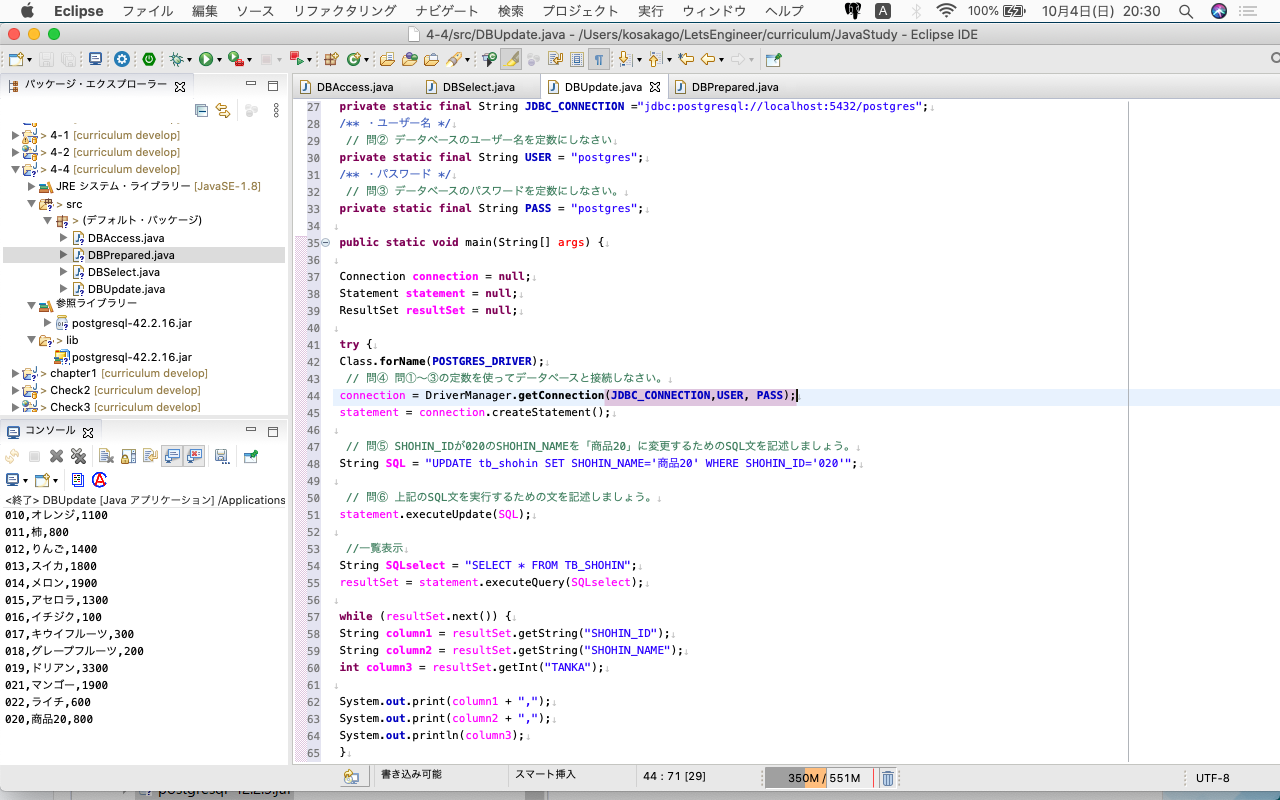 Eclipse ファイル 編集 ソース リファクタリング ナビゲート 検索 プロジェクト 実行 ウィンドウ ヘルプ A 100% 10月4日(日) 20:30
4-4/src/DBUpdate.java - /Users/kosakago/LetsEngineer/curriculum/JavaStudy - Eclipse IDE
パッケージ・エクスプローラー
> 4-1 [curriculum develop]
> 4-2 [curriculum develop]
> 4-4 [curriculum develop]
JRE システム・ライブラリー [JavaSE-1.8]
> src
> (デフォルト・パッケージ)
DBAccess.java
DBPrepared.java
DBSelect.java
DBUpdate.java
参照ライブラリー
postgresql-42.2.16.jar
> lib
postgresql-42.2.16.jar
> chapter1 [curriculum develop]
> Check2 [curriculum develop]
> Check3 [curriculum develop]
コンソール
<終了> DBUpdate [Java アプリケーション] /Applications
010,オレンジ,1100
011,柿,800
012,りんご,1400
013,スイカ,1800
014,メロン,1900
015,アセロラ,1300
016,イチジク,100
017,キウイフルーツ,300
018,グレープフルーツ,200
019,ドリアン,3300
021,マンゴー,1900
022,ライチ,600
020,商品20,800
DBAccess.java DBSelect.java DBUpdate.java DBPrepared.java
27 private static final String JDBC_CONNECTION ="jdbc:postgresql://localhost:5432/postgres";
28 /** ・ユーザー名 */
29 // 問② データベースのユーザー名を定数にしなさい
30 private static final String USER = "postgres";
31 /** ・パスワード */
32 // 問③ データベースのパスワードを定数にしなさい。
33 private static final String PASS = "postgres";
34
35 public static void main(String[] args) {
36
37 Connection connection = null;
38 Statement statement = null;
39 ResultSet resultSet = null;
40
41 try {
42 Class.forName(POSTGRES_DRIVER);
43 // 問④ 問①〜③の定数を使ってデータベースと接続しなさい。
44 connection = DriverManager.getConnection(JDBC_CONNECTION,USER, PASS);
45 statement = connection.createStatement();
46
47 // 問⑤ SHOHIN_IDが020のSHOHIN_NAMEを「商品20」に変更するためのSQL文を記述しましょう。
48 String SQL = "UPDATE tb_shohin SET SHOHIN_NAME='商品20' WHERE SHOHIN_ID='020'";
49
50 // 問⑥ 上記のSQL文を実行するための文を記述しましょう。
51 statement.executeUpdate(SQL);
52
53 //一覧表示
54 String SQLselect = "SELECT * FROM TB_SHOHIN";
55 resultSet = statement.executeQuery(SQLselect);
56
57 while (resultSet.next()) {
58 String column1 = resultSet.getString("SHOHIN_ID");
59 String column2 = resultSet.getString("SHOHIN_NAME");
60 int column3 = resultSet.getInt("TANKA");
61
62 System.out.print(column1 + ",");
63 System.out.print(column2 + ",");
64 System.out.println(column3);
65 }
書き込み可能 スマート挿入 44 : 71 [29] 350M / 551M UTF-8